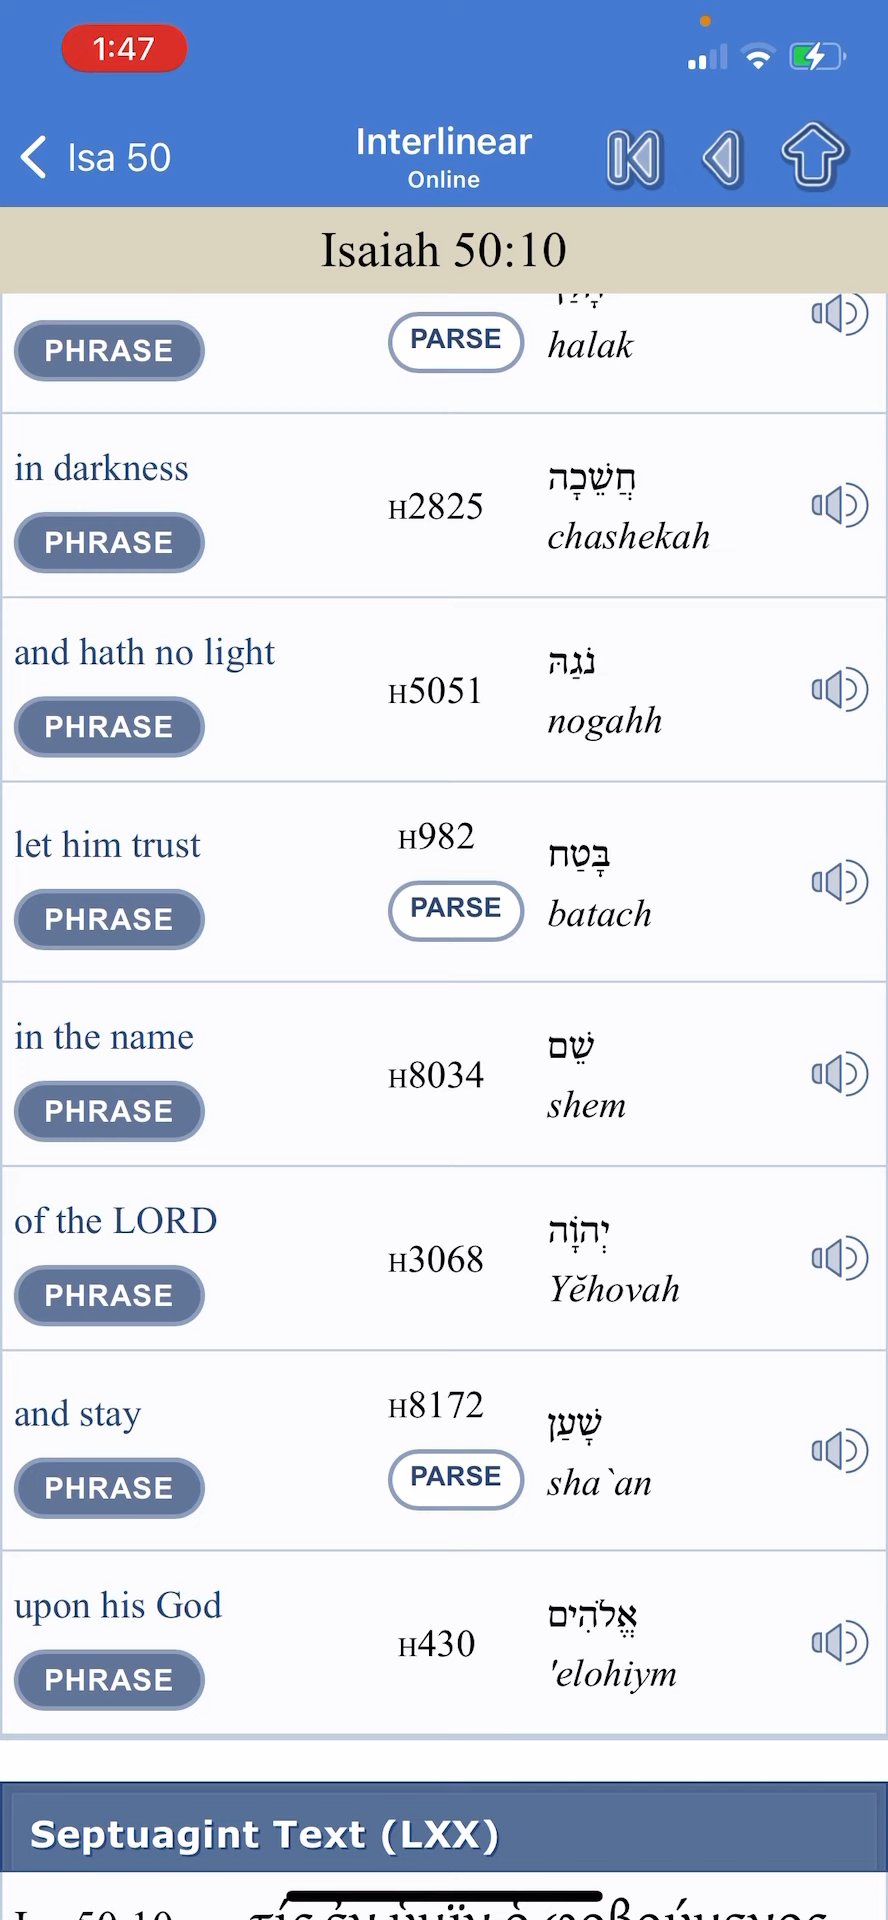 1:47
Isa 50
Interlinear
Online
Isaiah 50:10
PHRASE
PARSE
halak
in darkness
PHRASE
H2825
חֲשֵׁכָה
chashekah
and hath no light
PHRASE
H5051
נֹגַהּ
nogahh
let him trust
PHRASE
H982
PARSE
בָּטַח
batach
in the name
PHRASE
H8034
שֵׁם
shem
of the LORD
PHRASE
H3068
יְהוָֹה
Yĕhovah
and stay
PHRASE
H8172
PARSE
שָׁעַן
sha`an
upon his God
PHRASE
H430
אֱלֹהִים
'elohiym
Septuagint Text (LXX)